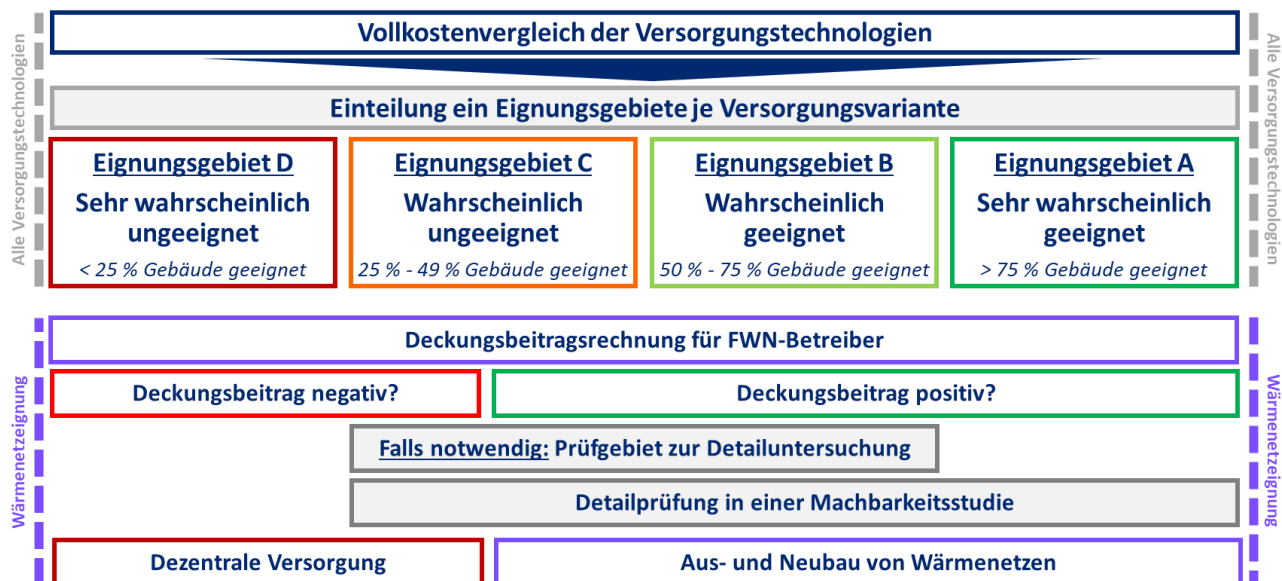 Vollkostenvergleich der Versorgungstechnologien
Alle Versorgungstechnologien
Alle Versorgungstechnologien
Einteilung ein Eignungsgebiete je Versorgungsvariante
Eignungsgebiet D
Sehr wahrscheinlich
ungeeignet
< 25 % Gebäude geeignet
Eignungsgebiet C
Wahrscheinlich
ungeeignet
25 % - 49 % Gebäude geeignet
Eignungsgebiet B
Wahrscheinlich
geeignet
50 % - 75 % Gebäude geeignet
Eignungsgebiet A
Sehr wahrscheinlich
geeignet
> 75 % Gebäude geeignet
Wärmenetzeignung
Wärmenetzeignung
Deckungsbeitragsrechnung für FWN-Betreiber
Deckungsbeitrag negativ?
Deckungsbeitrag positiv?
Falls notwendig: Prüfgebiet zur Detailuntersuchung
Detailprüfung in einer Machbarkeitsstudie
Dezentrale Versorgung
Aus- und Neubau von Wärmenetzen